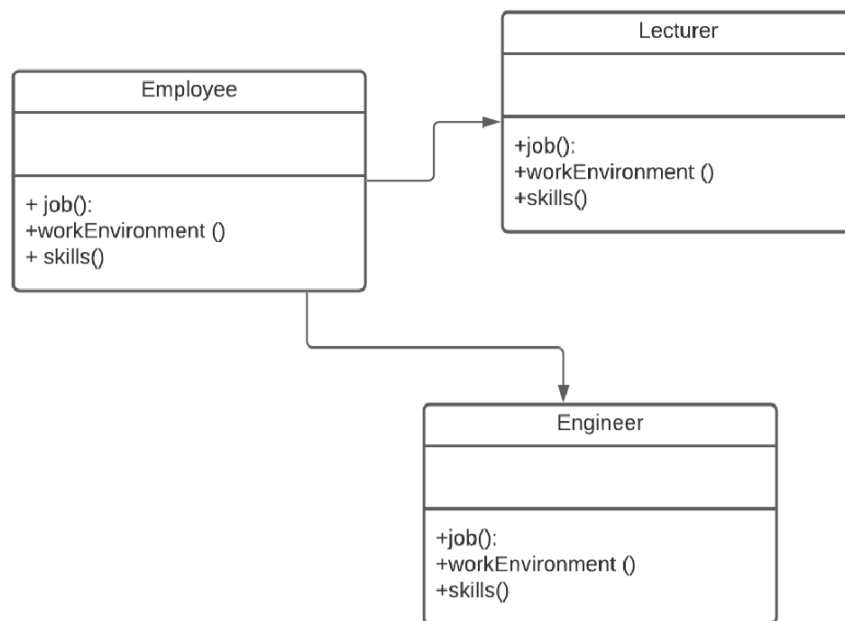 Lecturer
+job():
+workEnvironment ()
+skills()
Employee
+ job():
+workEnvironment ()
+ skills()
Engineer
+job():
+workEnvironment ()
+skills()